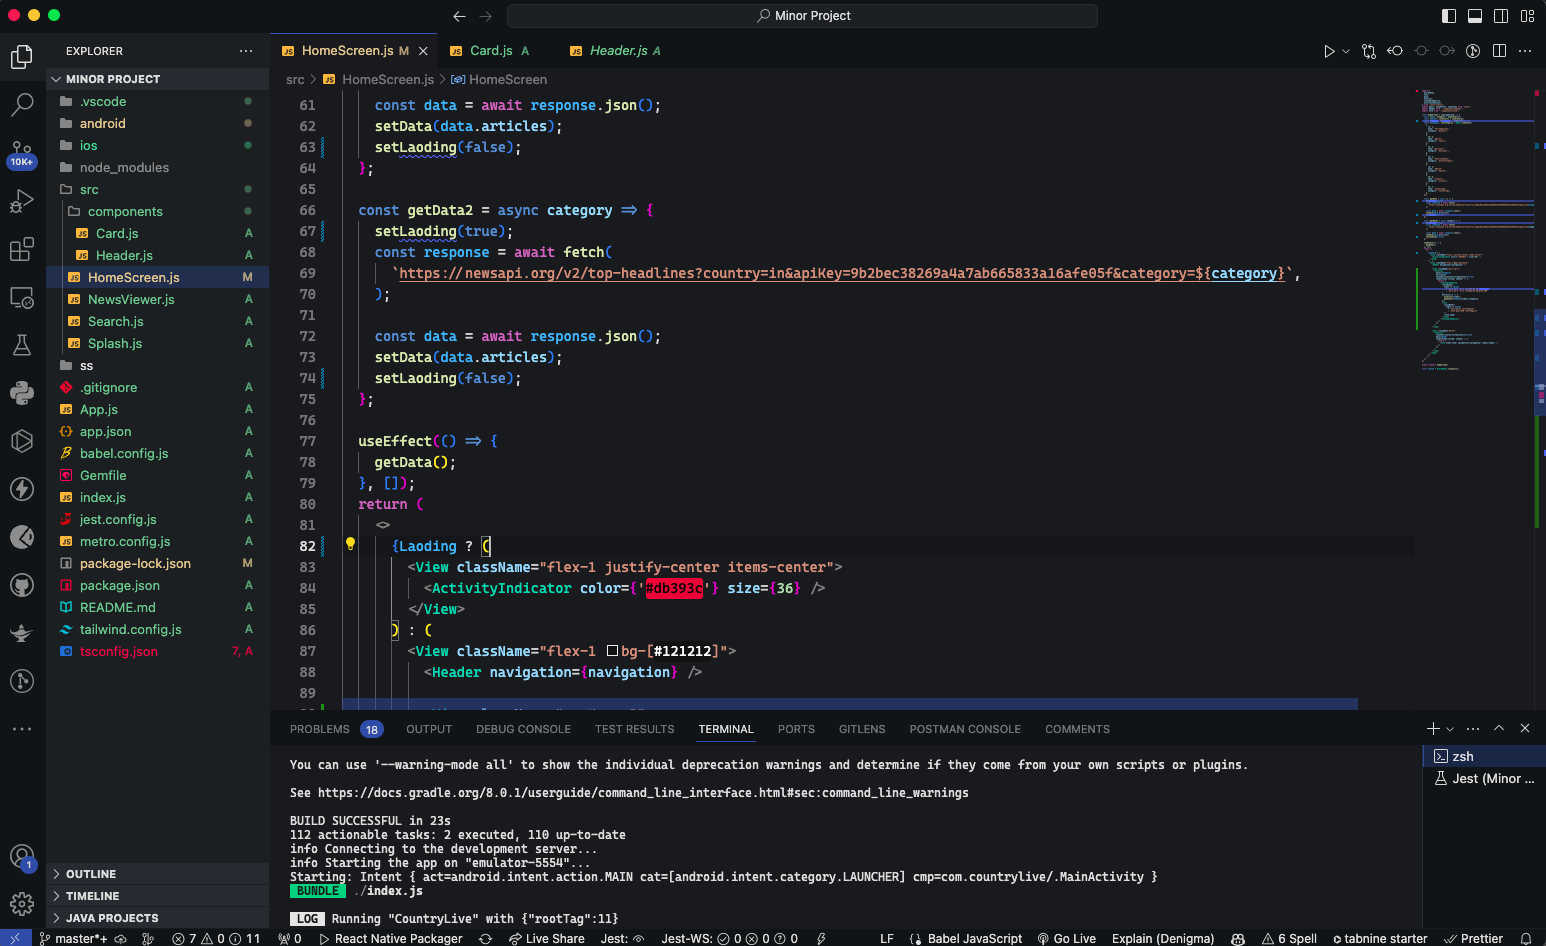 Minor Project
EXPLORER
MINOR PROJECT
.vscode
android
ios
node_modules
src
components
Card.js A
Header.js A
HomeScreen.js M
NewsViewer.js A
Search.js A
Splash.js A
ss
.gitignore A
App.js A
app.json A
babel.config.js A
Gemfile A
index.js A
jest.config.js A
metro.config.js A
package-lock.json M
package.json A
README.md A
tailwind.config.js A
tsconfig.json 7, A
OUTLINE
TIMELINE
JAVA PROJECTS
10K+
1
HomeScreen.js M
Card.js A
Header.js A
src > HomeScreen.js > HomeScreen
61 const data = await response.json();
62 setData(data.articles);
63 setLaoding(false);
64 };
65
66 const getData2 = async category => {
67 setLaoding(true);
68 const response = await fetch(
69 `https://newsapi.org/v2/top-headlines?country=in&apiKey=9b2bec38269a4a7ab665833a16afe05f&category=${category}`,
70 );
71
72 const data = await response.json();
73 setData(data.articles);
74 setLaoding(false);
75 };
76
77 useEffect(() => {
78 getData();
79 }, []);
80 return (
81 <>
82 {Laoding ? (
83 <View className="flex-1 justify-center items-center">
84 <ActivityIndicator color={'#db393c'} size={36} />
85 </View>
86 ) : (
87 <View className="flex-1 bg-[#121212]">
88 <Header navigation={navigation} />
89
PROBLEMS 18 OUTPUT DEBUG CONSOLE TEST RESULTS TERMINAL PORTS GITLENS POSTMAN CONSOLE COMMENTS
You can use '--warning-mode all' to show the individual deprecation warnings and determine if they come from your own scripts or plugins.
See https://docs.gradle.org/8.0.1/userguide/command_line_interface.html#sec:command_line_warnings
BUILD SUCCESSFUL in 23s
112 actionable tasks: 2 executed, 110 up-to-date
info Connecting to the development server...
info Starting the app on "emulator-5554"...
Starting: Intent { act=android.intent.action.MAIN cat=[android.intent.category.LAUNCHER] cmp=com.countrylive/.MainActivity }
BUNDLE ./index.js
LOG Running "CountryLive" with {"rootTag":11}
zsh
Jest (Minor ...
master*+ 7 0 11 0 React Native Packager Live Share Jest: Jest-WS: 0 0 0 LF Babel JavaScript Go Live Explain (Denigma) 6 Spell tabnine starter Prettier